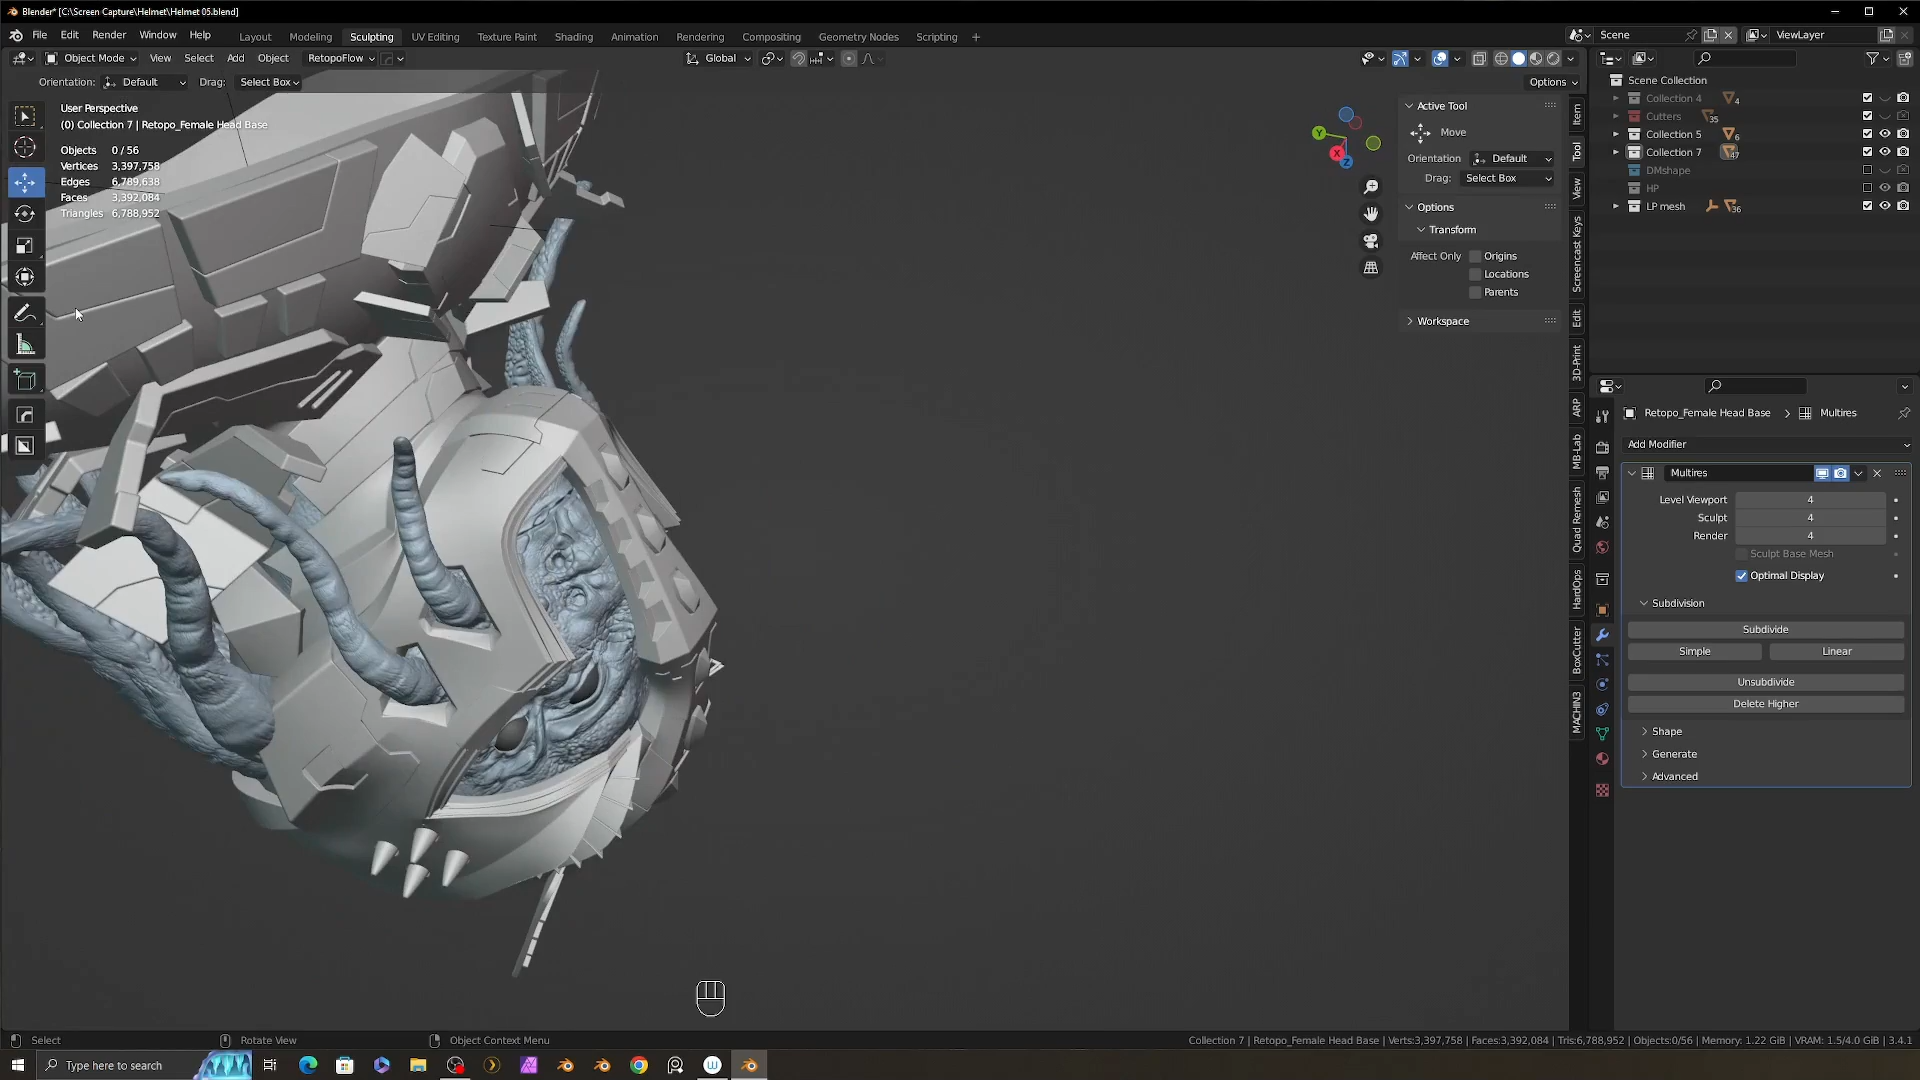 Blender* [C:\Screen Capture\Helmet\Helmet 05.blend]
File Edit Render Window Help
Layout Modeling Sculpting UV Editing Texture Paint Shading Animation Rendering Compositing Geometry Nodes Scripting +
Scene
ViewLayer
Object Mode View Select Add Object RetopoFlow
Global
Orientation: Default Drag: Select Box
Options
User Perspective
(0) Collection 7 | Retopo_Female Head Base
Objects 0 / 56
Vertices 3,397,758
Edges 6,789,638
Faces 3,392,084
Triangles 6,788,952
Y
X
Z
Active Tool
Move
Orientation Default
Drag: Select Box
Options
Transform
Affect Only Origins
Locations
Parents
Workspace
Item
Tool
View
Screencast Keys
Edit
3D-Print
ARP
MB-Lab
Quad Remesh
HardOps
BoxCutter
MACHIN3
Scene Collection
Collection 4 4
Cutters 35
Collection 5 6
Collection 7 47
DMshape
HP
LP mesh 36
Retopo_Female Head Base > Multires
Add Modifier
Multires
Level Viewport 4
Sculpt 4
Render 4
Sculpt Base Mesh
Optimal Display
Subdivision
Subdivide
Simple Linear
Unsubdivide
Delete Higher
Shape
Generate
Advanced
Select Rotate View Object Context Menu
Collection 7 | Retopo_Female Head Base | Verts:3,397,758 | Faces:3,392,084 | Tris:6,788,952 | Objects:0/56 | Memory: 1.22 GiB | VRAM: 1.5/4.0 GiB | 3.4.1
Type here to search